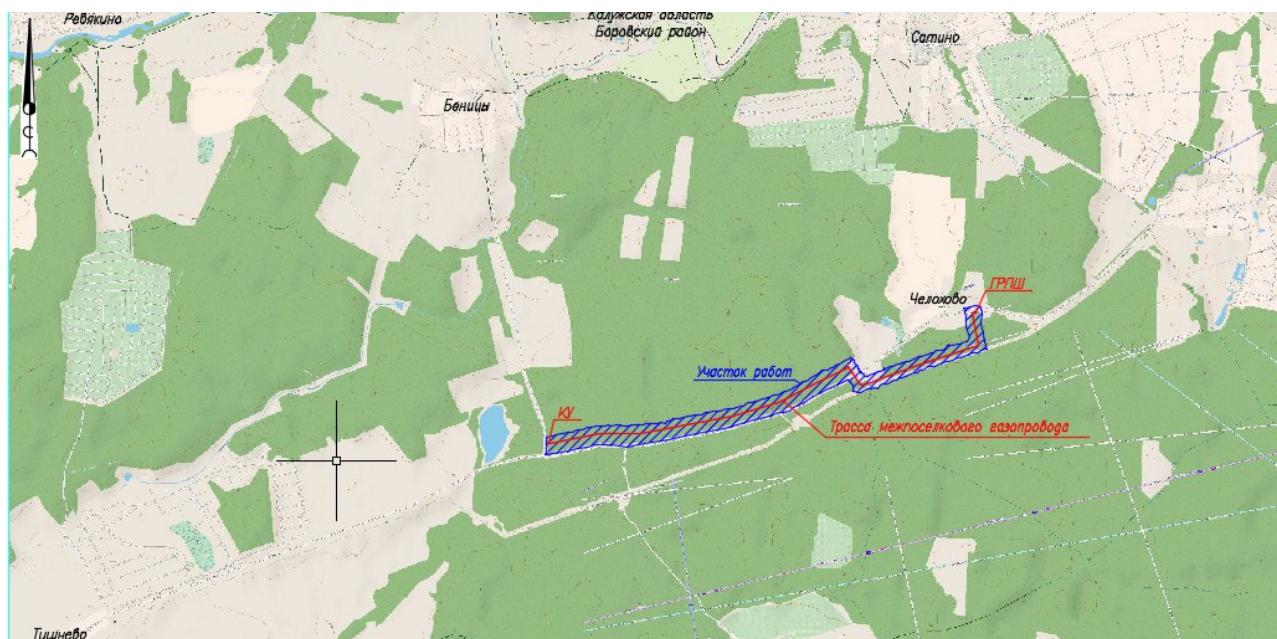 Ревякино
Калужская область
Боровский район
Сатино
Беницы
С
Челохово
ГРПШ
Участок работ
КУ
Трасса межпоселкового газопровода
Тишнево